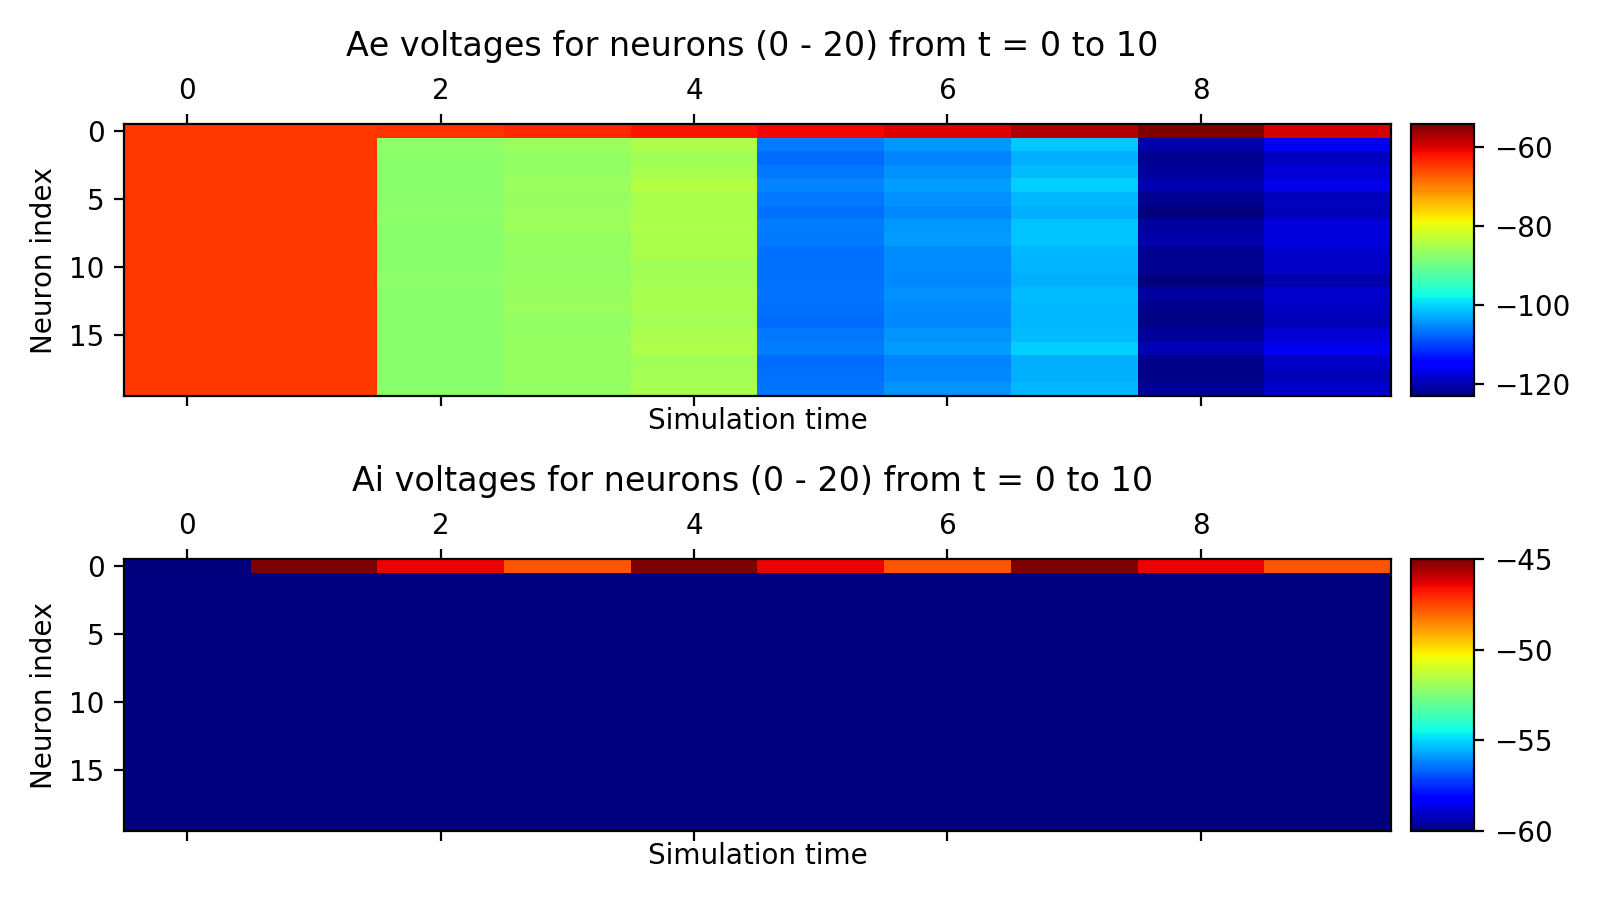 Ae voltages for neurons (0 - 20) from t = 0 to 10
0 2 4 6 8
0
5
10
15
Neuron index
Simulation time
−60
−80
−100
−120
Ai voltages for neurons (0 - 20) from t = 0 to 10
0 2 4 6 8
0
5
10
15
Neuron index
Simulation time
−45
−50
−55
−60